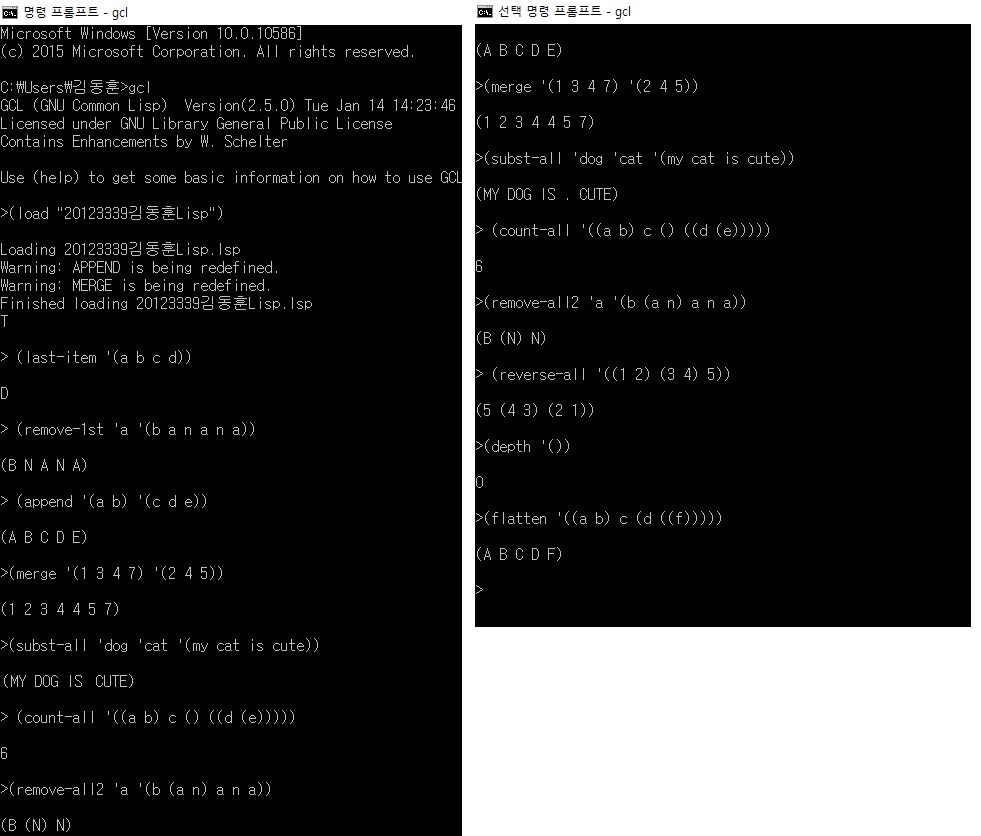 명령 프롬프트 - gcl
Microsoft Windows [Version 10.0.10586]
(c) 2015 Microsoft Corporation. All rights reserved.
C:\Users\김동훈>gcl
GCL (GNU Common Lisp)  Version(2.5.0) Tue Jan 14 14:23:46
Licensed under GNU Library General Public License
Contains Enhancements by W. Schelter
Use (help) to get some basic information on how to use GCL
>(load "20123339김동훈Lisp")
Loading 20123339김동훈Lisp.lsp
Warning: APPEND is being redefined.
Warning: MERGE is being redefined.
Finished loading 20123339김동훈Lisp.lsp
T
> (last-item '(a b c d))
D
> (remove-1st 'a '(b a n a n a))
(B N A N A)
> (append '(a b) '(c d e))
(A B C D E)
>(merge '(1 3 4 7) '(2 4 5))
(1 2 3 4 4 5 7)
>(subst-all 'dog 'cat '(my cat is cute))
(MY DOG IS  CUTE)
> (count-all '((a b) c () ((d (e)))))
6
>(remove-all2 'a '(b (a n) a n a))
(B (N) N)
선택 명령 프롬프트 - gcl
(A B C D E)
>(merge '(1 3 4 7) '(2 4 5))
(1 2 3 4 4 5 7)
>(subst-all 'dog 'cat '(my cat is cute))
(MY DOG IS . CUTE)
> (count-all '((a b) c () ((d (e)))))
6
>(remove-all2 'a '(b (a n) a n a))
(B (N) N)
> (reverse-all '((1 2) (3 4) 5))
(5 (4 3) (2 1))
>(depth '())
0
>(flatten '((a b) c (d ((f)))))
(A B C D F)
>